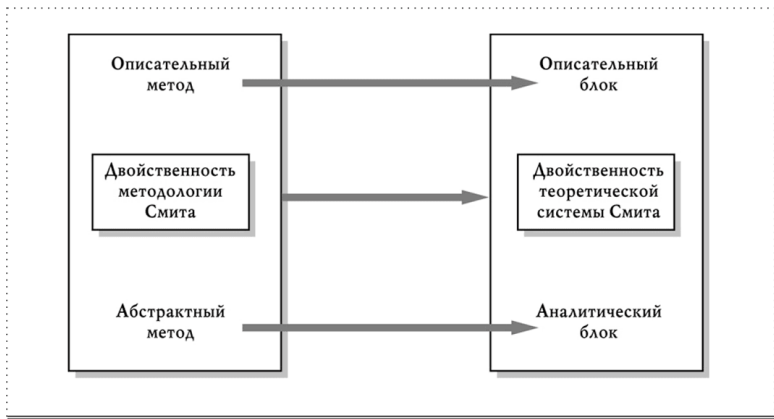 Описательный
метод
Двойственность
методологии
Смита
Абстрактный
метод
Описательный
блок
Двойственность
теоретической
системы Смита
Аналитический
блок